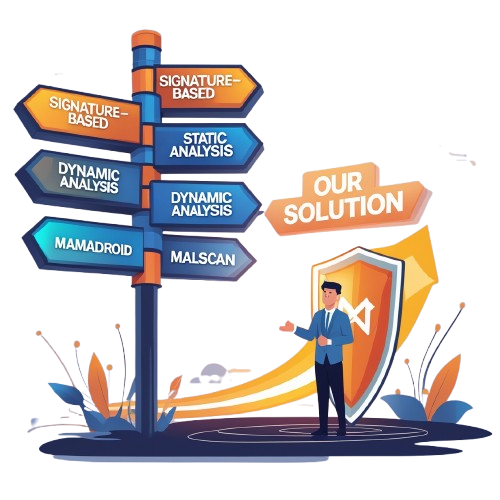 SIGNATURE-
BASED
SIGNATURE-
BASED
STATIC
ANALYSIS
DYNAMIC
ANALYSIS
DYNAMIC
ANALYSIS
MAMADROID
MALSCAN
OUR
SOLUTION